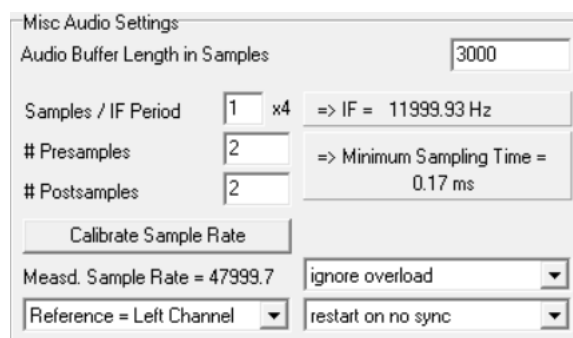 Misc Audio Settings
Audio Buffer Length in Samples 3000
Samples / IF Period 1 x4 => IF = 11999.93 Hz
# Presamples 2
=> Minimum Sampling Time =
0.17 ms
# Postsamples 2
Calibrate Sample Rate
Measd. Sample Rate = 47999.7 ignore overload
Reference = Left Channel restart on no sync